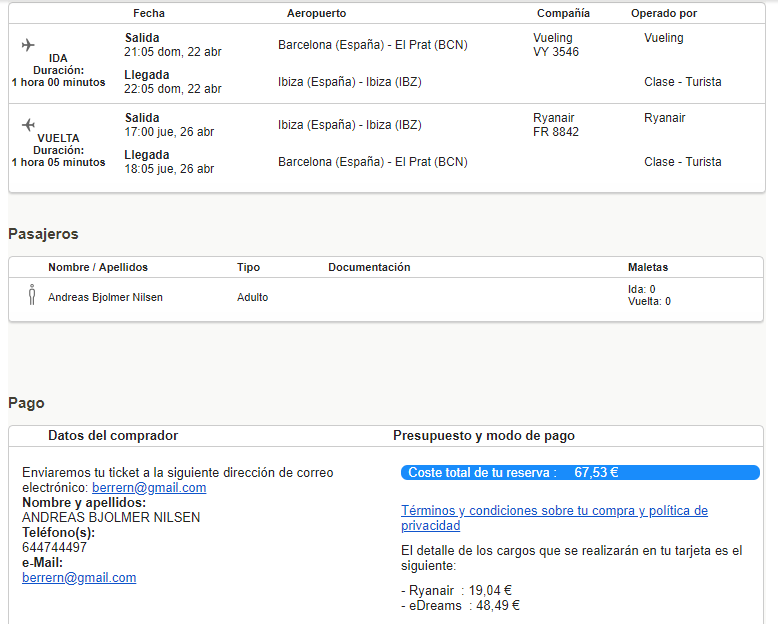 Fecha Aeropuerto Compañía Operado por
Salida
21:05 dom, 22 abr
Barcelona (España) - El Prat (BCN)
Vueling
VY 3546
Vueling
IDA
Duración:
1 hora 00 minutos
Llegada
22:05 dom, 22 abr
Ibiza (España) - Ibiza (IBZ)
Clase - Turista
Salida
17:00 jue, 26 abr
Ibiza (España) - Ibiza (IBZ)
Ryanair
FR 8842
Ryanair
VUELTA
Duración:
1 hora 05 minutos
Llegada
18:05 jue, 26 abr
Barcelona (España) - El Prat (BCN)
Clase - Turista
Pasajeros
Nombre / Apellidos Tipo Documentación Maletas
Andreas Bjolmer Nilsen Adulto
Ida: 0
Vuelta: 0
Pago
Datos del comprador
Enviaremos tu ticket a la siguiente dirección de correo
electrónico: berrern@gmail.com
Nombre y apellidos:
ANDREAS BJOLMER NILSEN
Teléfono(s):
644744497
e-Mail:
berrern@gmail.com
Presupuesto y modo de pago
Coste total de tu reserva : 67,53 €
Términos y condiciones sobre tu compra y política de
privacidad
El detalle de los cargos que se realizarán en tu tarjeta es el
siguiente:
- Ryanair : 19,04 €
- eDreams : 48,49 €